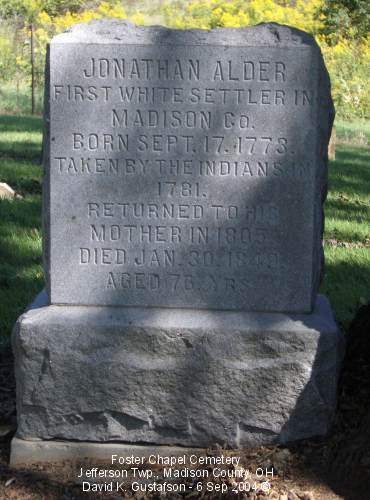 JONATHAN ALDER
FIRST WHITE SETTLER IN
MADISON CO.
BORN SEPT. 17. 1773.
TAKEN BY THE INDIANS IN
1781.
RETURNED TO HIS
MOTHER IN 1805
DIED JAN. 30. 1849.
AGED 75. YRS
Foster Chapel Cemetery
Jefferson Twp., Madison County, OH.
David K. Gustafson - 6 Sep 2004 ©